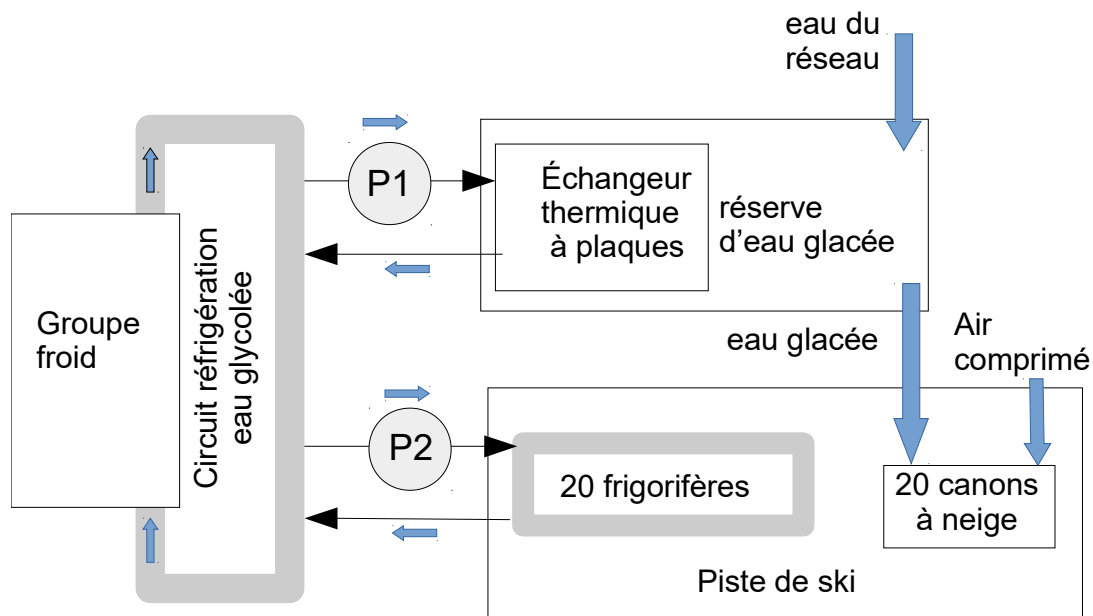 eau du
réseau
P1
Échangeur
thermique
à plaques
réserve
d'eau glacée
Groupe
froid
Circuit réfrigération
eau glycolée
eau glacée
Air
comprimé
P2
20 frigorifères
20 canons
à neige
Piste de ski